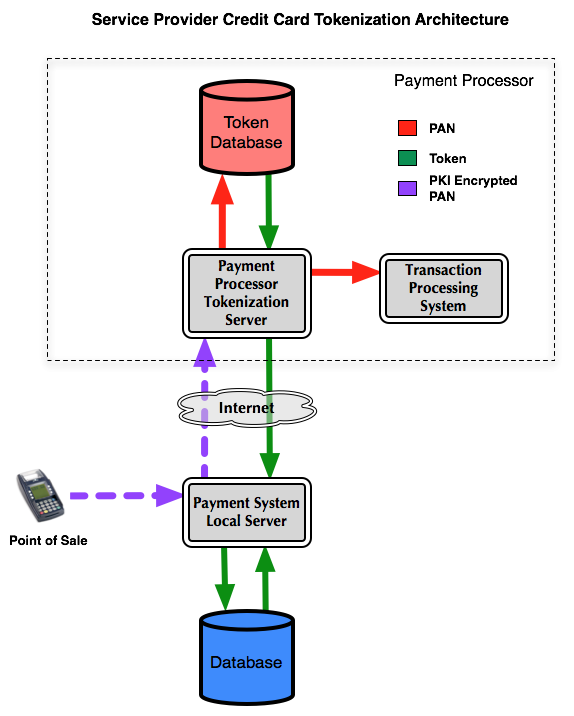 Service Provider Credit Card Tokenization Architecture
Payment Processor
PAN
Token
PKI Encrypted
PAN
Token
Database
Payment
Processor
Tokenization
Server
Transaction
Processing
System
Internet
Payment System
Local Server
Point of Sale
Database